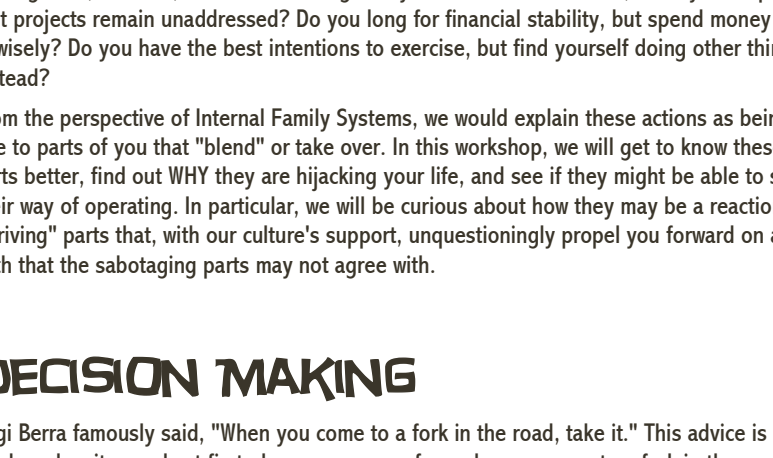 t projects remain unaddressed? Do you long for financial stability, but spend money
wisely? Do you have the best intentions to exercise, but find yourself doing other thin
tead?
om the perspective of Internal Family Systems, we would explain these actions as bein
e to parts of you that "blend" or take over. In this workshop, we will get to know thes
rts better, find out WHY they are hijacking your life, and see if they might be able to s
eir way of operating. In particular, we will be curious about how they may be a reactio
riving" parts that, with our culture's support, unquestioningly propel you forward on a
th that the sabotaging parts may not agree with.
DECISION MAKING
gi Berra famously said, "When you come to a fork in the road, take it." This advice is